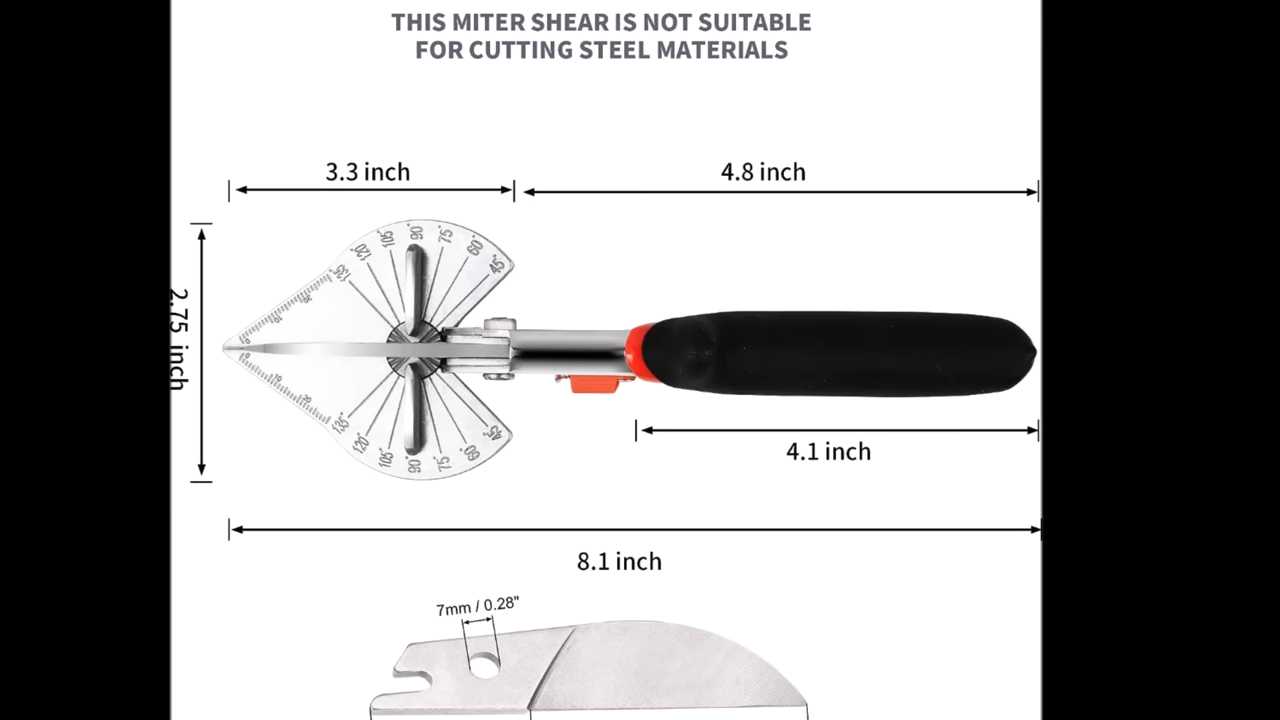 THIS MITER SHEAR IS NOT SUITABLE
FOR CUTTING STEEL MATERIALS
3.3 inch
4.8 inch
2.75 inch
135°
120°
105°
90°
75°
60°
45°
135°
120°
105°
90°
75°
60°
45°
4.1 inch
8.1 inch
7mm / 0.28"